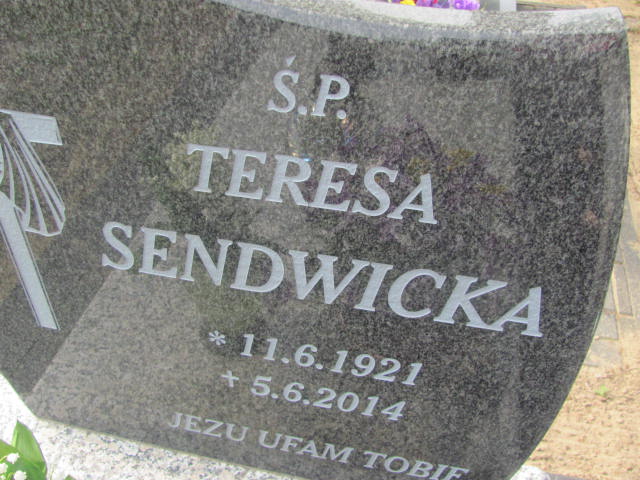 Ś.P.
TERESA
SENDWICKA
* 11.6.1921
+ 5.6.2014
JEZU UFAM TOBIE